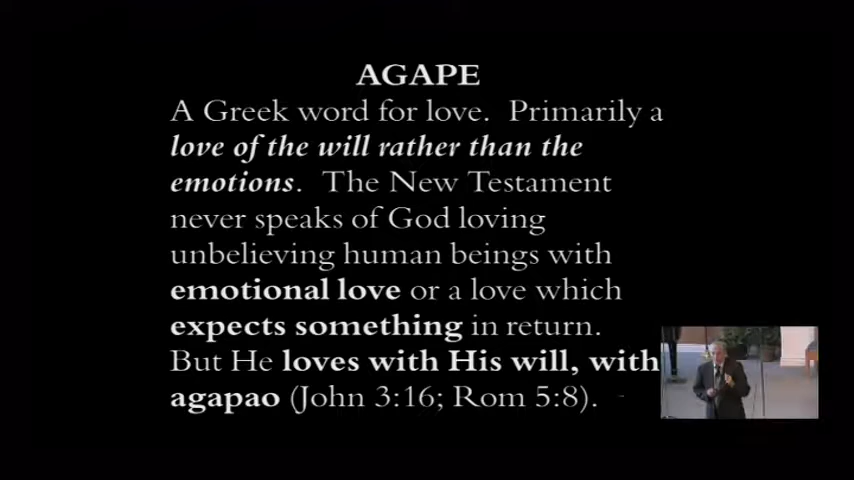 AGAPE
A Greek word for love. Primarily a
love of the will rather than the
emotions. The New Testament
never speaks of God loving
unbelieving human beings with
emotional love or a love which
expects something in return.
But He loves with His will, with
agapao (John 3:16; Rom 5:8).